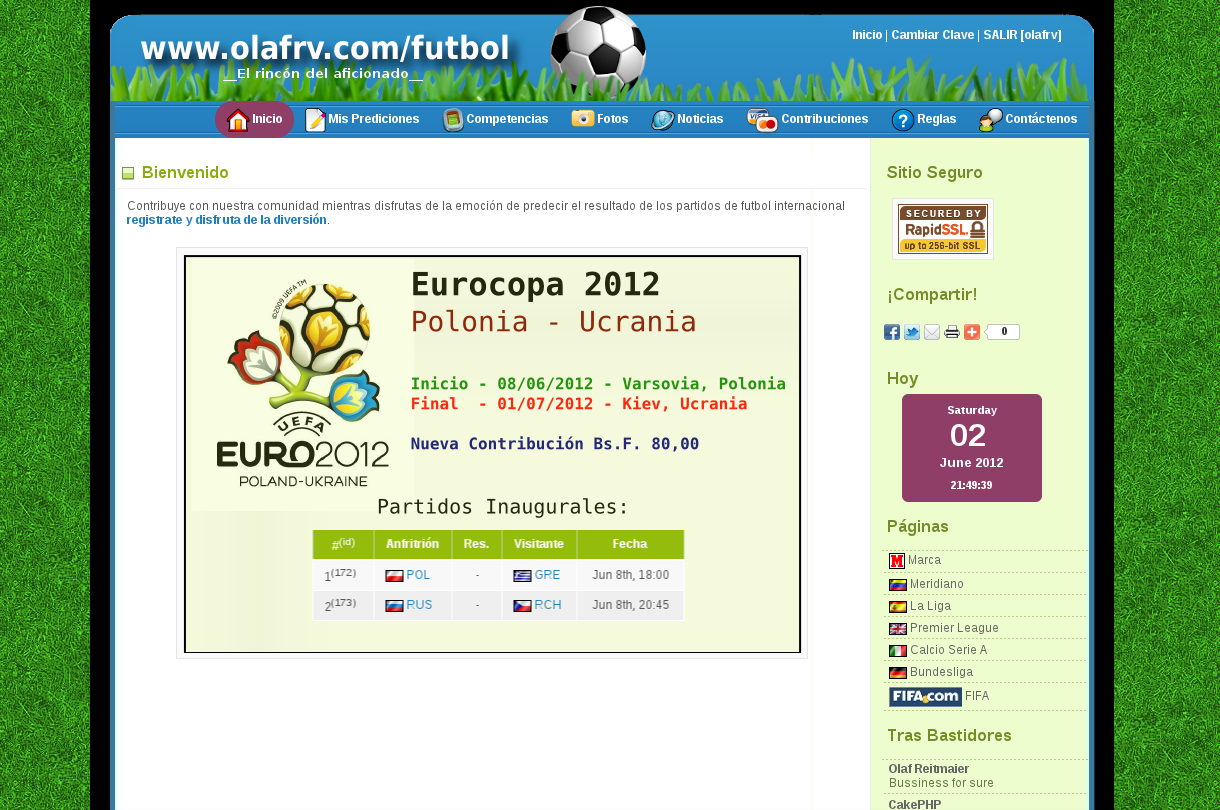 www.olafrv.com/futbol
__El rincón del aficionado__
Inicio | Cambiar Clave | SALIR [olafrv]
Inicio Mis Prediciones Competencias Fotos Noticias Contribuciones Reglas Contáctenos
Bienvenido
Contribuye con nuestra comunidad mientras disfrutas de la emoción de predecir el resultado de los partidos de futbol internacional
registrate y disfruta de la diversión.
©2009 UEFA TM
UEFA
EURO2012
POLAND-UKRAINE
Eurocopa 2012
Polonia - Ucrania
Inicio - 08/06/2012 - Varsovia, Polonia
Final - 01/07/2012 - Kiev, Ucrania
Nueva Contribución Bs.F. 80,00
Partidos Inaugurales:
#(id) Anfritrión Res. Visitante Fecha
1(172) POL - GRE Jun 8th, 18:00
2(173) RUS - RCH Jun 8th, 20:45
Sitio Seguro
SECURED BY
RapidSSL.
up to 256-bit SSL
¡Compartir!
0
Hoy
Saturday
02
June 2012
21:49:39
Páginas
M Marca
Meridiano
La Liga
Premier League
Calcio Serie A
Bundesliga
FIFA.com FIFA
Tras Bastidores
Olaf Reitmaier
Bussiness for sure
CakePHP